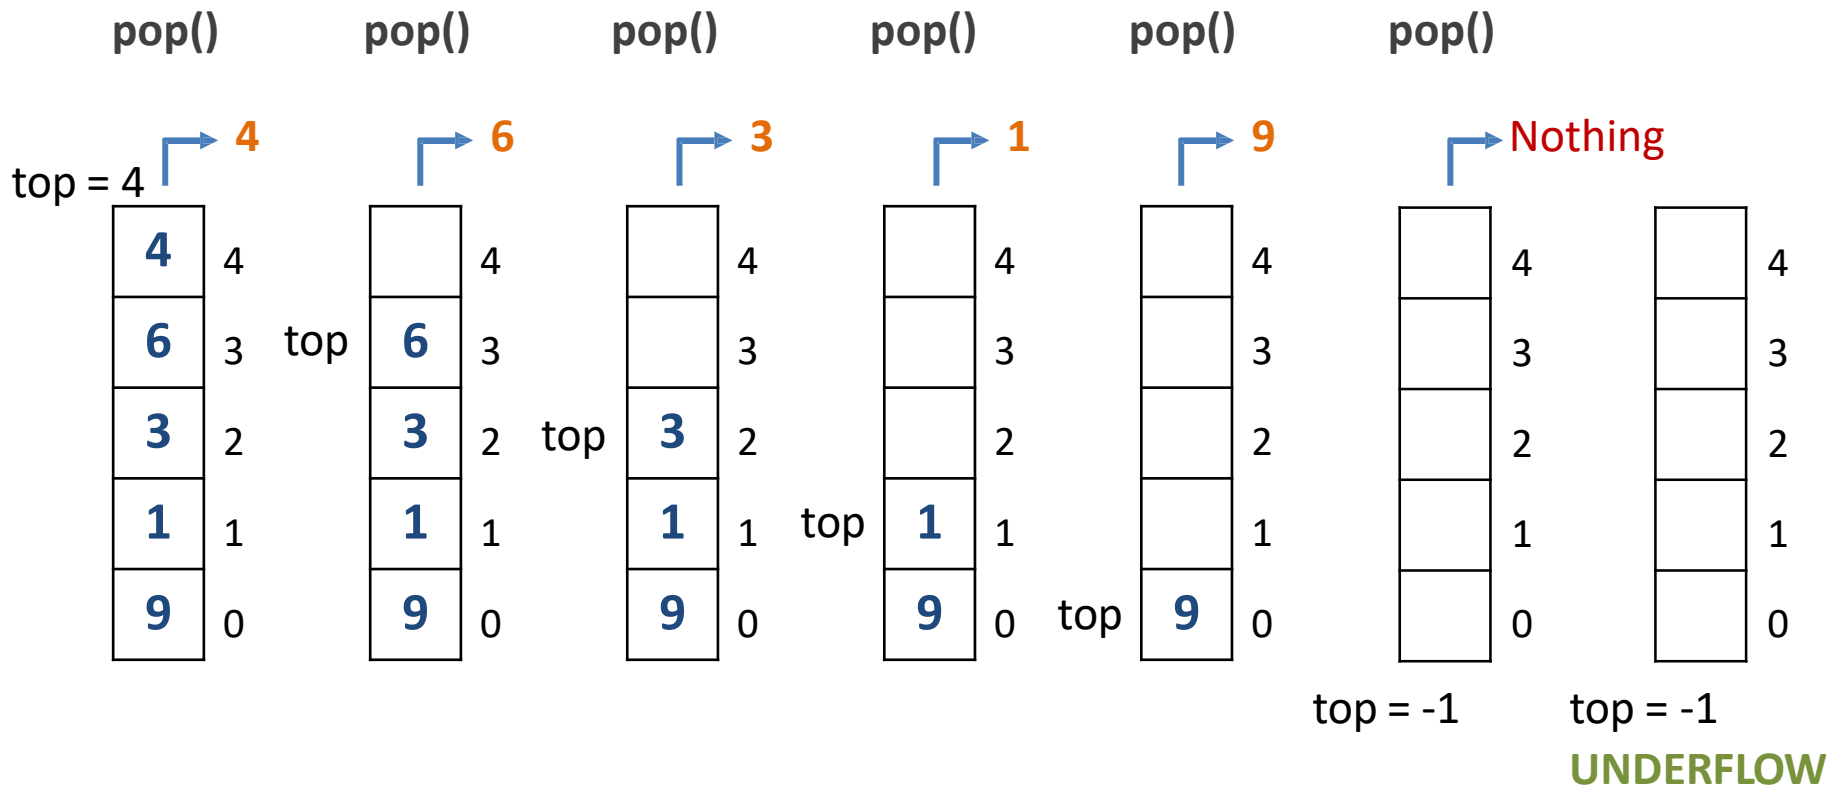 pop() pop() pop() pop() pop() pop()
4 6 3 1 9 Nothing
top = 4
4 4 4 4 4 4 4 4
6 3 top 6 3 3 3 3 3 3
3 2 3 2 top 3 2 2 2 2 2
1 1 1 1 1 1 top 1 1 1 1 1
9 0 9 0 9 0 9 0 top 9 0 0 0
top = -1 top = -1
UNDERFLOW